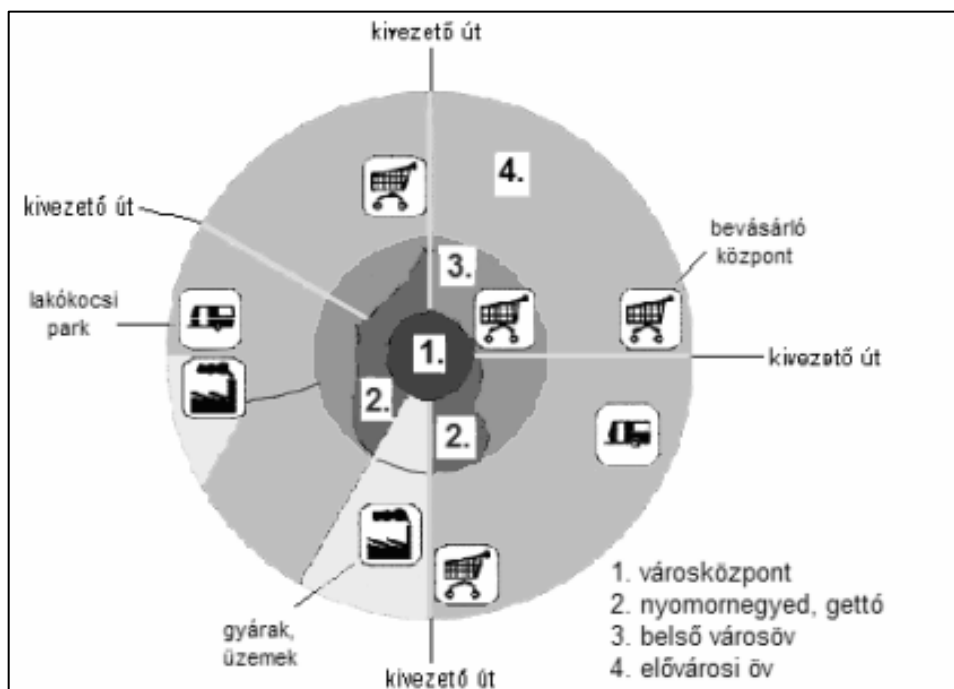 kivezető út
4.
kivezető út
bevásárló
központ
3.
lakókocsi
park
1.
kivezető út
2.
2.
gyárak,
üzemek
kivezető út
1. városközpont
2. nyomornegyed, gettó
3. belső városöv
4. elővárosi öv